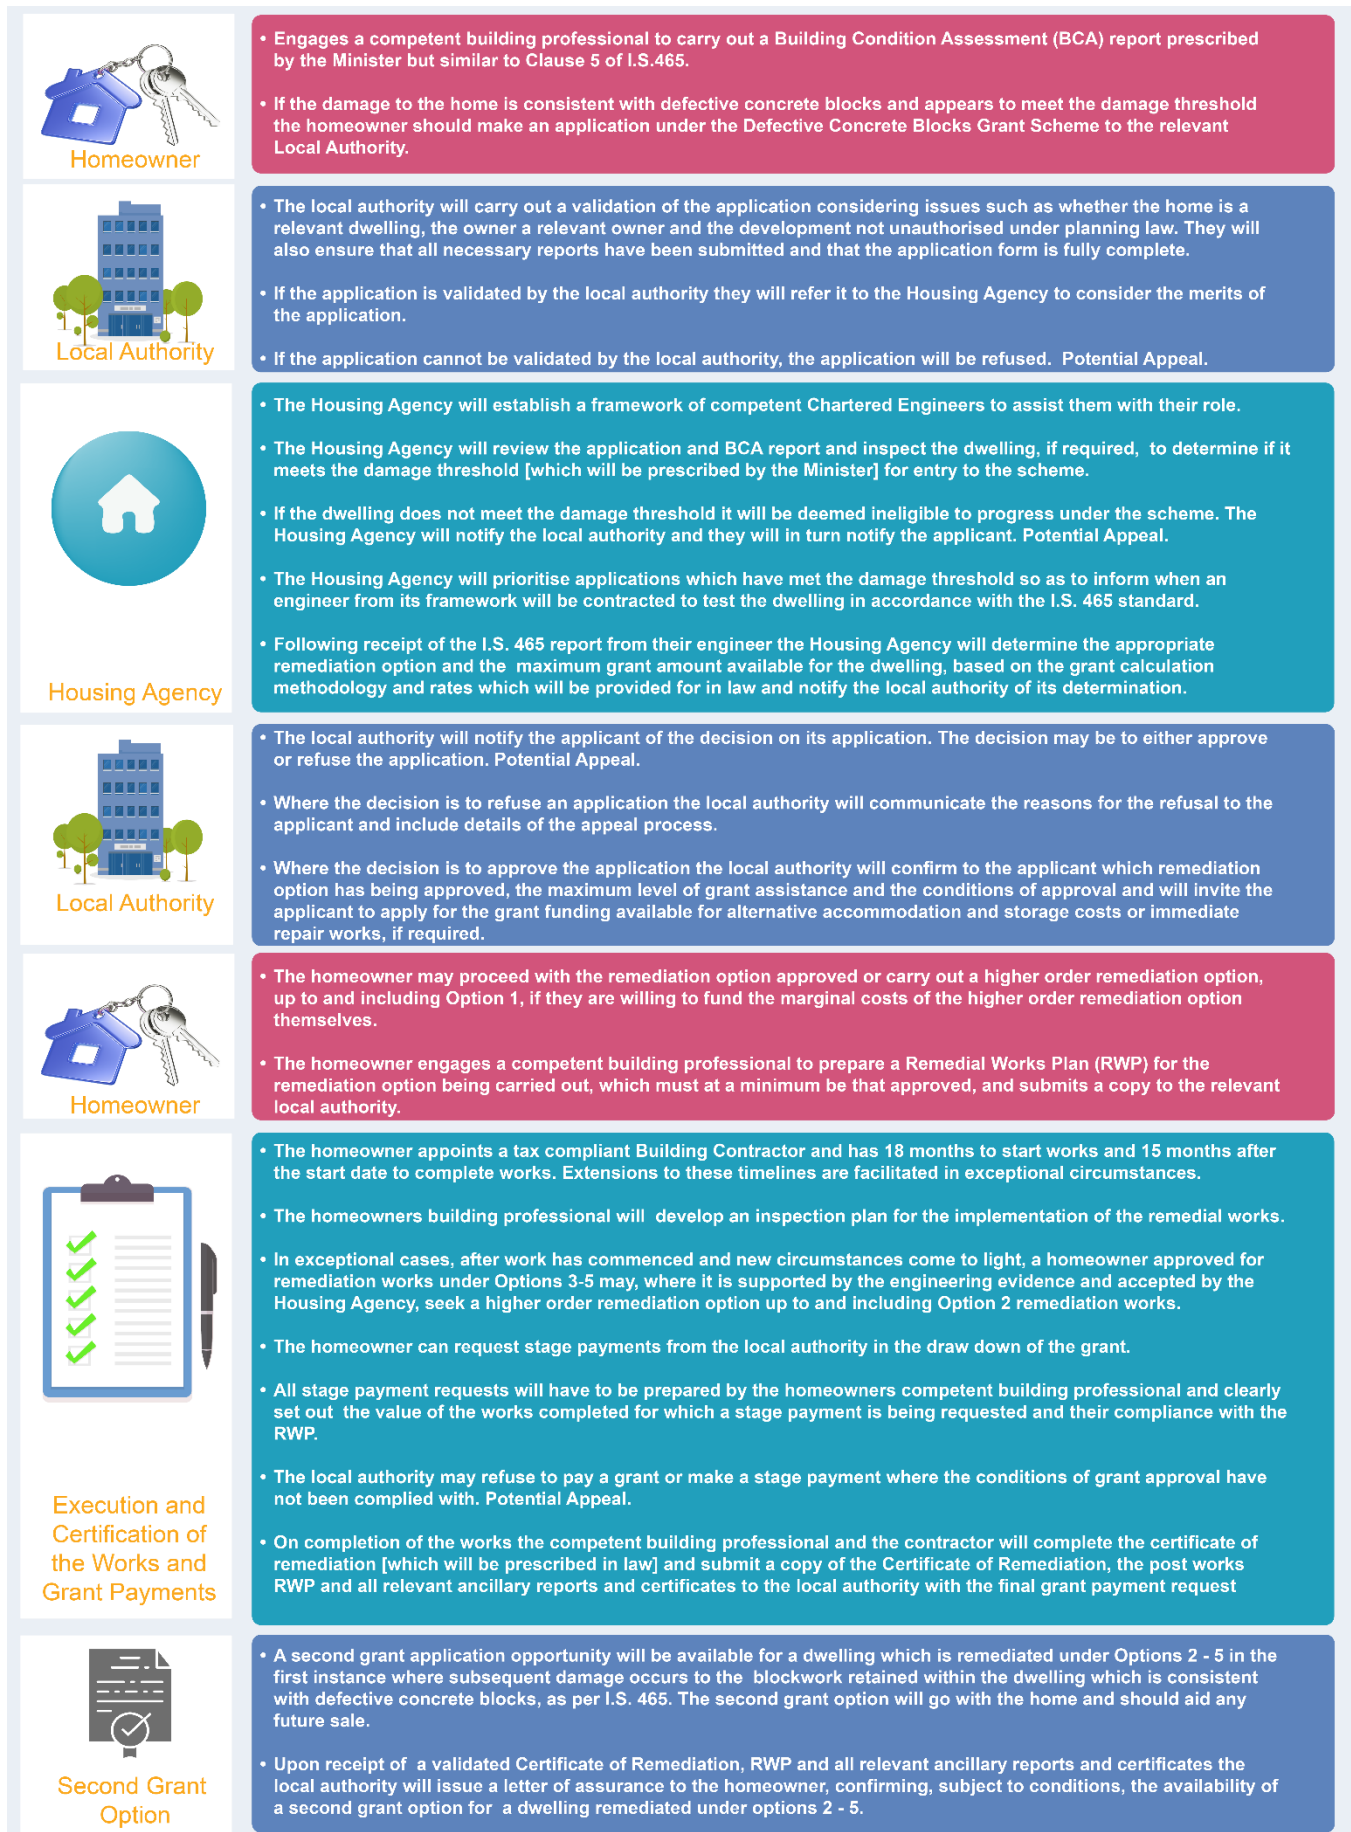 • Engages a competent building professional to carry out a Building Condition Assessment (BCA) report prescribed
by the Minister but similar to Clause 5 of I.S.465.
• If the damage to the home is consistent with defective concrete blocks and appears to meet the damage threshold
the homeowner should make an application under the Defective Concrete Blocks Grant Scheme to the relevant
Local Authority.
Homeowner
• The local authority will carry out a validation of the application considering issues such as whether the home is a
relevant dwelling, the owner a relevant owner and the development not unauthorised under planning law. They will
also ensure that all necessary reports have been submitted and that the application form is fully complete.
• If the application is validated by the local authority they will refer it to the Housing Agency to consider the merits of
the application.
• If the application cannot be validated by the local authority, the application will be refused.  Potential Appeal.
Local Authority
• The Housing Agency will establish a framework of competent Chartered Engineers to assist them with their role.
• The Housing Agency will review the application and BCA report and inspect the dwelling, if required,  to determine if it
meets the damage threshold [which will be prescribed by the Minister] for entry to the scheme.
• If the dwelling does not meet the damage threshold it will be deemed ineligible to progress under the scheme. The
Housing Agency will notify the local authority and they will in turn notify the applicant. Potential Appeal.
• The Housing Agency will prioritise applications which have met the damage threshold so as to inform when an
engineer from its framework will be contracted to test the dwelling in accordance with the I.S. 465 standard.
• Following receipt of the I.S. 465 report from their engineer the Housing Agency will determine the appropriate
remediation option and the  maximum grant amount available for the dwelling, based on the grant calculation
methodology and rates which will be provided for in law and notify the local authority of its determination.
Housing Agency
• The local authority will notify the applicant of the decision on its application. The decision may be to either approve
or refuse the application. Potential Appeal.
• Where the decision is to refuse an application the local authority will communicate the reasons for the refusal to the
applicant and include details of the appeal process.
• Where the decision is to approve the application the local authority will confirm to the applicant which remediation
option has being approved, the maximum level of grant assistance and the conditions of approval and will invite the
applicant to apply for the grant funding available for alternative accommodation and storage costs or immediate
repair works, if required.
Local Authority
• The homeowner may proceed with the remediation option approved or carry out a higher order remediation option,
up to and including Option 1, if they are willing to fund the marginal costs of the higher order remediation option
themselves.
• The homeowner engages a competent building professional to prepare a Remedial Works Plan (RWP) for the
remediation option being carried out, which must at a minimum be that approved, and submits a copy to the relevant
local authority.
Homeowner
• The homeowner appoints a tax compliant Building Contractor and has 18 months to start works and 15 months after
the start date to complete works. Extensions to these timelines are facilitated in exceptional circumstances.
• The homeowners building professional will  develop an inspection plan for the implementation of the remedial works.
• In exceptional cases, after work has commenced and new circumstances come to light, a homeowner approved for
remediation works under Options 3-5 may, where it is supported by the engineering evidence and accepted by the
Housing Agency, seek a higher order remediation option up to and including Option 2 remediation works.
• The homeowner can request stage payments from the local authority in the draw down of the grant.
• All stage payment requests will have to be prepared by the homeowners competent building professional and clearly
set out  the value of the works completed for which a stage payment is being requested and their compliance with the
RWP.
• The local authority may refuse to pay a grant or make a stage payment where the conditions of grant approval have
not been complied with. Potential Appeal.
• On completion of the works the competent building professional and the contractor will complete the certificate of
remediation [which will be prescribed in law] and submit a copy of the Certificate of Remediation, the post works
RWP and all relevant ancillary reports and certificates to the local authority with the final grant payment request
Execution and
Certification of
the Works and
Grant Payments
• A second grant application opportunity will be available for a dwelling which is remediated under Options 2 - 5 in the
first instance where subsequent damage occurs to the  blockwork retained within the dwelling which is consistent
with defective concrete blocks, as per I.S. 465. The second grant option will go with the home and should aid any
future sale.
• Upon receipt of  a validated Certificate of Remediation, RWP and all relevant ancillary reports and certificates the
local authority will issue a letter of assurance to the homeowner, confirming, subject to conditions, the availability of
a second grant option for  a dwelling remediated under options 2 - 5.
Second Grant
Option